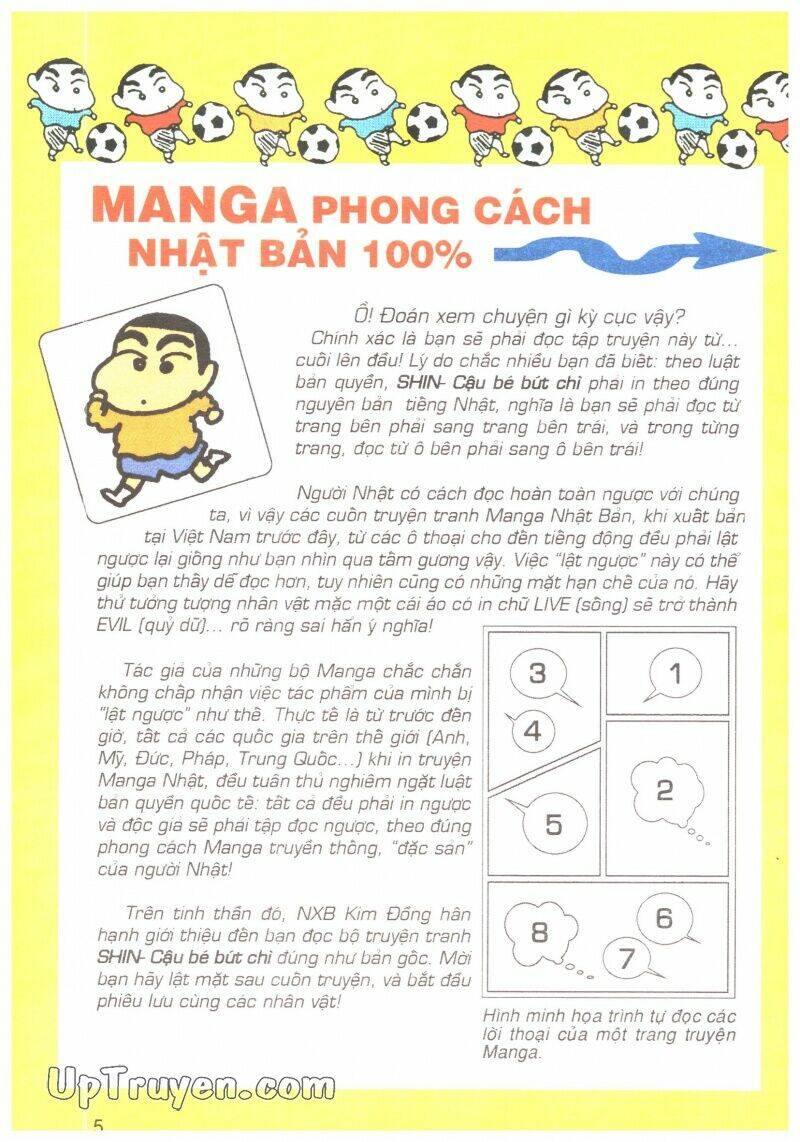 MANGA PHONG CÁCH
NHẬT BẢN 100%
Ồ! Đoán xem chuyện gì kỳ cục vậy?
Chính xác là bạn sẽ phải đọc tập truyện này từ...
cuối lên đầu! Lý do chắc nhiều bạn đã biết: theo luật
bản quyền, SHIN- Cậu bé bút chì phải in theo đúng
nguyên bản tiếng Nhật, nghĩa là bạn sẽ phải đọc từ
trang bên phải sang trang bên trái, và trong từng
trang, đọc từ ô bên phải sang ô bên trái!
Người Nhật có cách đọc hoàn toàn ngược với chúng
ta, vì vậy các cuốn truyện tranh Manga Nhật Bản, khi xuất bản
tại Việt Nam trước đây, từ các ô thoại cho đến tiếng động đều phải lật
ngược lại giống như bạn nhìn qua tấm gương vậy. Việc "lật ngược" này có thể
giúp bạn thấy dễ đọc hơn, tuy nhiên cũng có những mặt hạn chế của nó. Hãy
thử tưởng tượng nhân vật mặc một cái áo có in chữ LIVE (sống) sẽ trở thành
EVIL (quỷ dữ)... rõ ràng sai hẳn ý nghĩa!
Tác giả của những bộ Manga chắc chắn
không chấp nhận việc tác phẩm của mình bị
"lật ngược" như thế. Thực tế là từ trước đến
giờ, tất cả các quốc gia trên thế giới (Anh,
Mỹ, Đức, Pháp, Trung Quốc...) khi in truyện
Manga Nhật, đều tuân thủ nghiêm ngặt luật
bản quyền quốc tế: tất cả đều phải in ngược
và độc giả sẽ phải tập đọc ngược, theo đúng
phong cách Manga truyền thống, "đặc sản"
của người Nhật!
Trên tinh thần đó, NXB Kim Đồng hân
hạnh giới thiệu đến bạn đọc bộ truyện tranh
SHIN- Cậu bé bút chì đúng như bản gốc. Mời
bạn hãy lật mặt sau cuốn truyện, và bắt đầu
phiêu lưu cùng các nhân vật!
1
2
3
4
5
6
7
8
Hình minh họa trình tự đọc các
lời thoại của một trang truyện
Manga.
UpTruyen.com
5